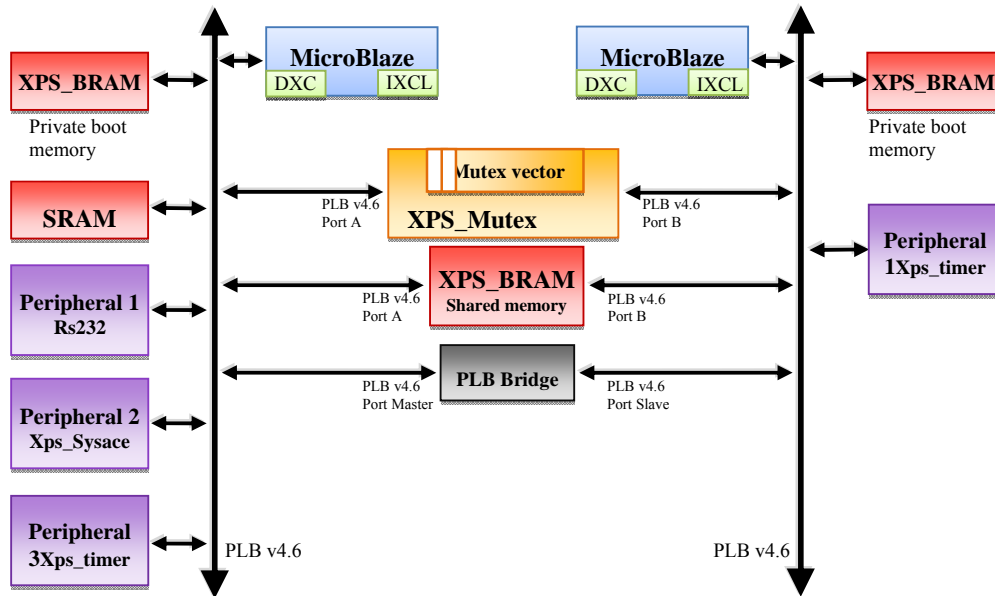 MicroBlaze
DXC
IXCL
MicroBlaze
DXC
IXCL
XPS_BRAM
Private boot
memory
XPS_BRAM
Private boot
memory
Mutex vector
XPS_Mutex
PLB v4.6
Port A
PLB v4.6
Port B
SRAM
Peripheral
1Xps_timer
XPS_BRAM
Shared memory
PLB v4.6
Port A
PLB v4.6
Port B
Peripheral 1
Rs232
PLB Bridge
PLB v4.6
Port Master
PLB v4.6
Port Slave
Peripheral 2
Xps_Sysace
Peripheral
3Xps_timer
PLB v4.6
PLB v4.6